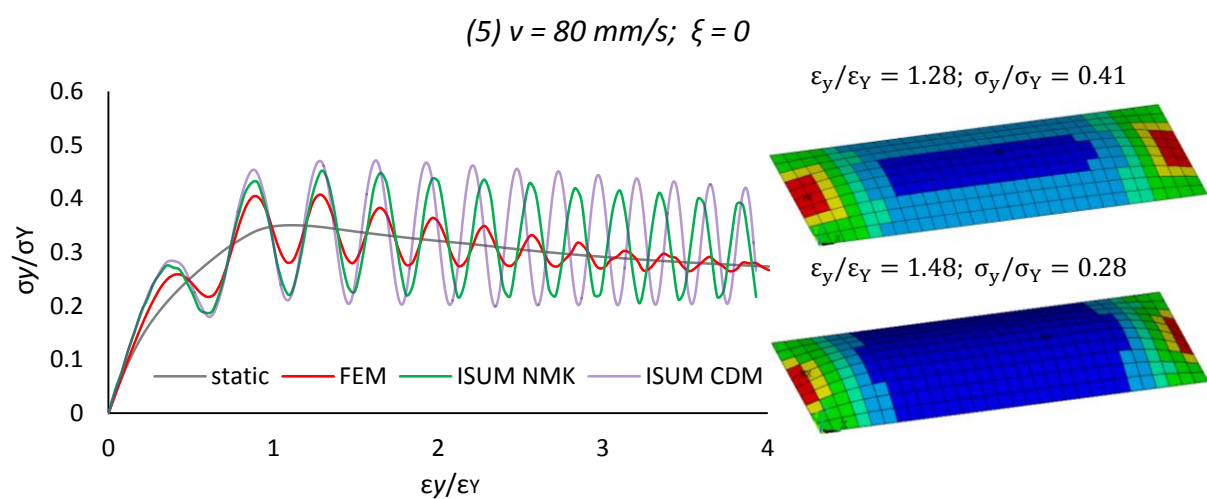 (5) v = 80 mm/s; ξ = 0
εy/εY = 1.28; σy/σY = 0.41
0.6
0.5
0.4
0.3
0.2
0.1
0
σy/σY
static FEM ISUM NMK ISUM CDM
0 1 2 3 4
εy/εY
εy/εY = 1.48; σy/σY = 0.28